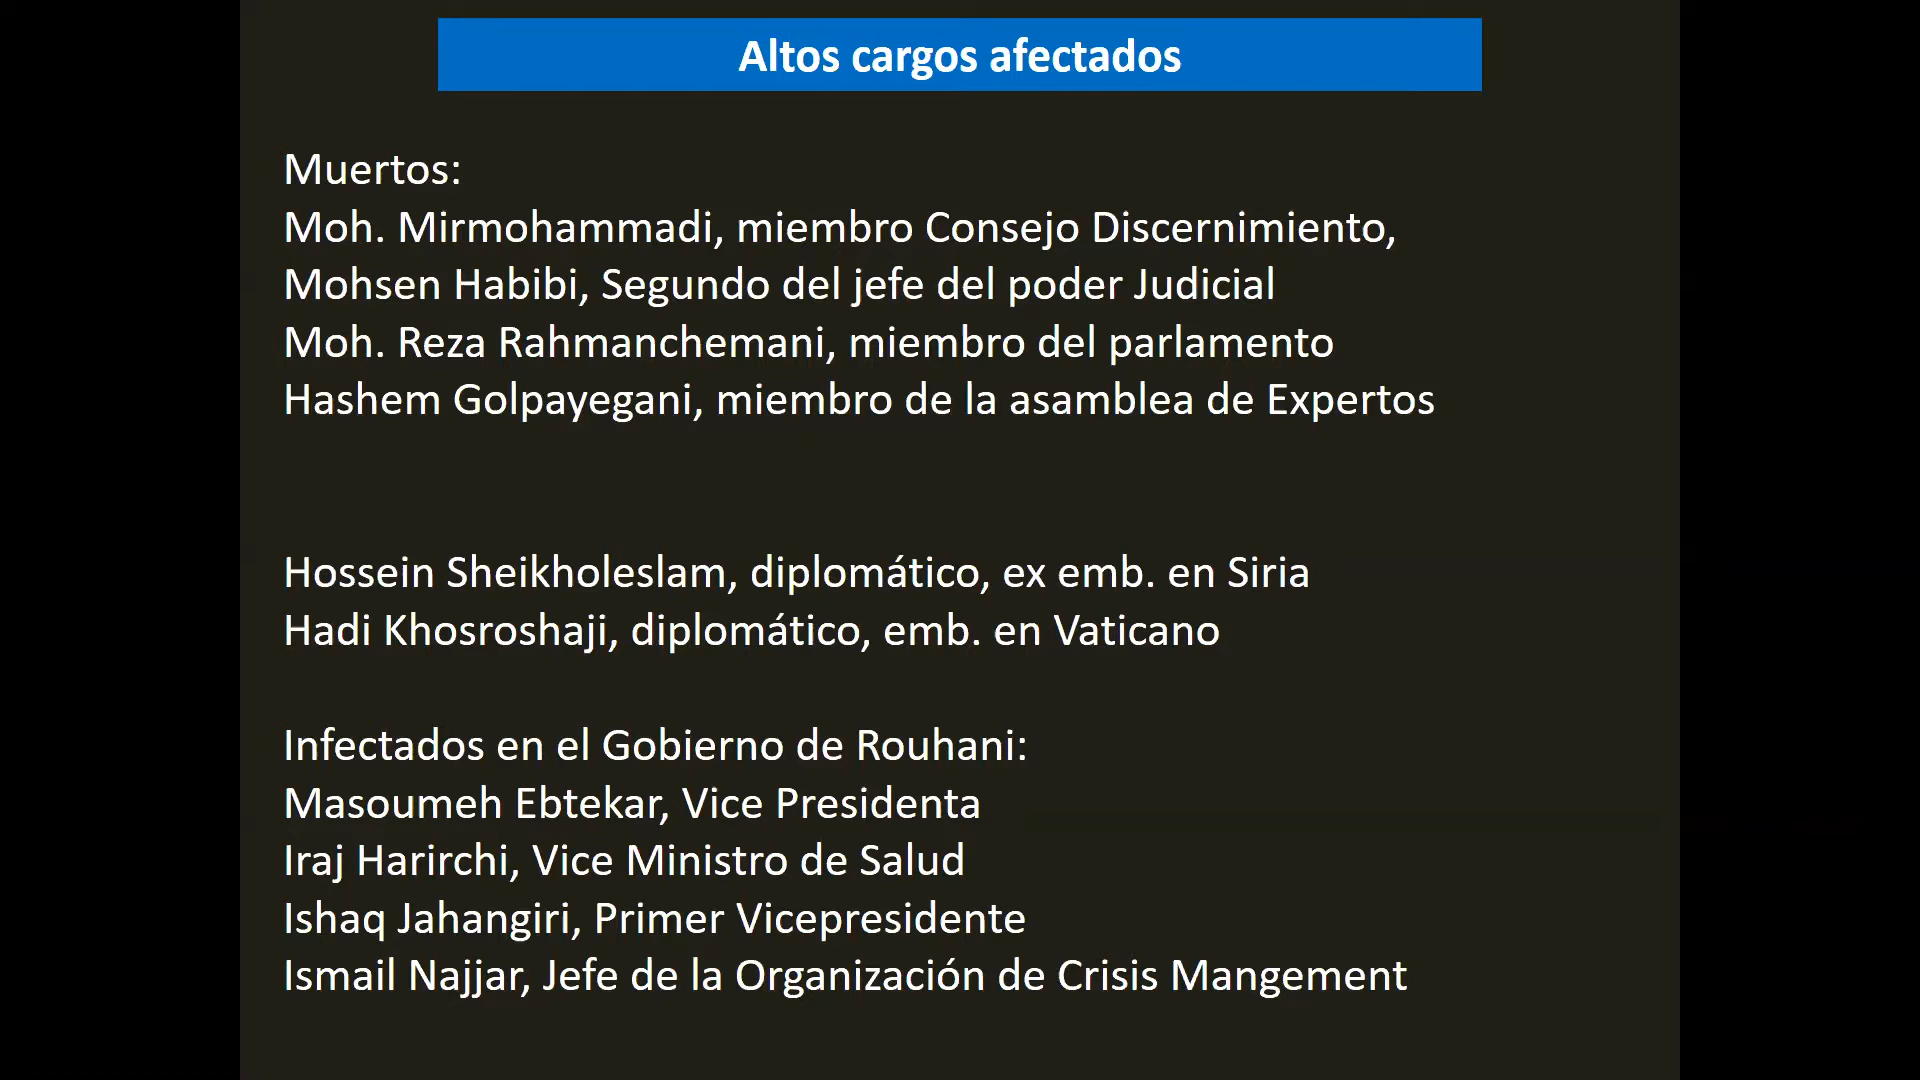 Altos cargos afectados
Muertos:
Moh. Mirmohammadi, miembro Consejo Discernimiento,
Mohsen Habibi, Segundo del jefe del poder Judicial
Moh. Reza Rahmanchemani, miembro del parlamento
Hashem Golpayegani, miembro de la asamblea de Expertos
Hossein Sheikholeslam, diplomático, ex emb. en Siria
Hadi Khosroshaji, diplomático, emb. en Vaticano
Infectados en el Gobierno de Rouhani:
Masoumeh Ebtekar, Vice Presidenta
Iraj Harirchi, Vice Ministro de Salud
Ishaq Jahangiri, Primer Vicepresidente
Ismail Najjar, Jefe de la Organización de Crisis Mangement